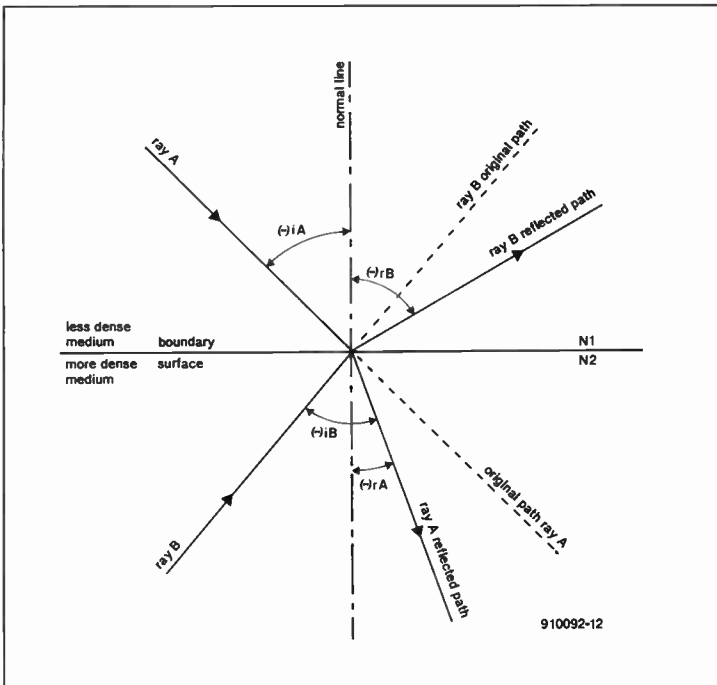 normal line
ray A
ray B original path
ray B reflected path
(-)iA
(-)rB
less dense
medium
boundary
N1
more dense
medium
surface
N2
(-)iB
(-)rA
original path ray A
ray A reflected path
ray B
910092-12